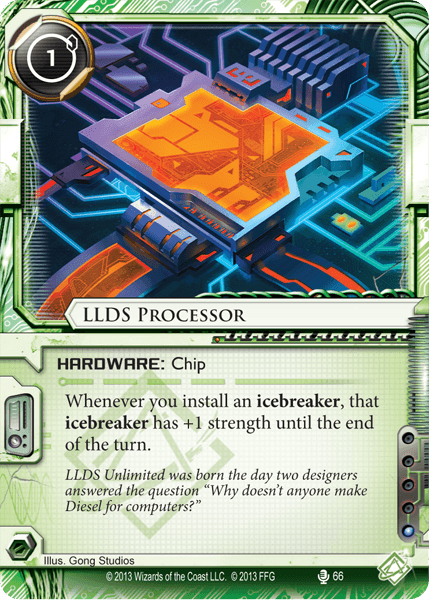 1
LLDS Processor
HARDWARE: Chip
Whenever you install an icebreaker, that
icebreaker has +1 strength until the end
of the turn.
LLDS Unlimited was born the day two designers
answered the question “Why doesn’t anyone make
Diesel for computers?”
Illus. Gong Studios
© 2013 Wizards of the Coast LLC. © 2013 FFG 66